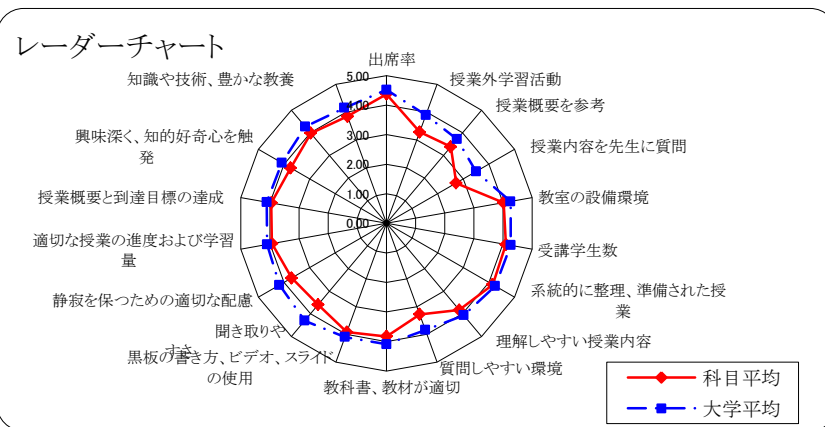 レーダーチャート
出席率
授業外学習活動
授業概要を参考
授業内容を先生に質問
教室の設備環境
受講学生数
系統的に整理、準備された授
業
理解しやすい授業内容
質問しやすい環境
教科書、教材が適切
黒板の書き方、ビデオ、スライド
の使用
聞き取りや
すさ
静寂を保つための適切な配慮
適切な授業の進度および学習
量
授業概要と到達目標の達成
興味深く、知的好奇心を触
発
知識や技術、豊かな教養
5.00
4.00
3.00
2.00
1.00
0.00
科目平均
大学平均